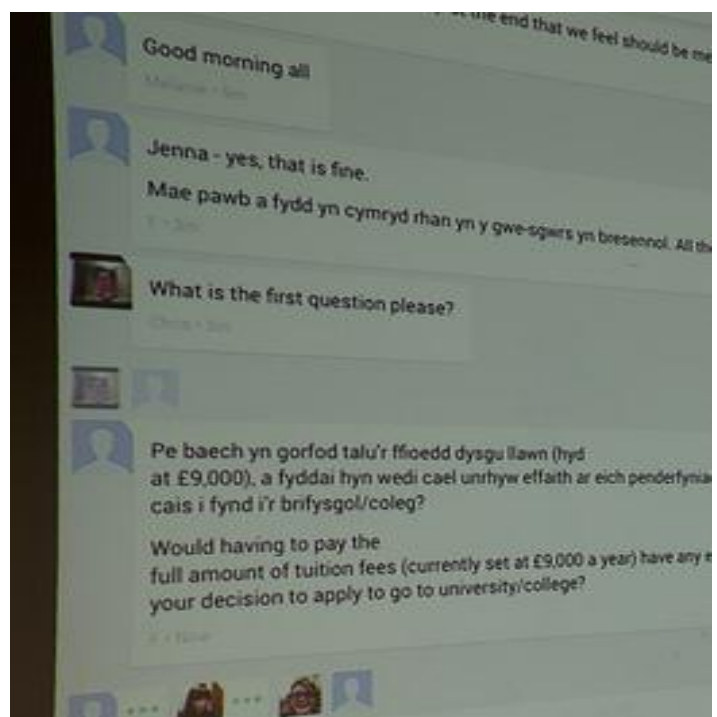 the end that we feel should be
Good morning all
Melanie • 5m
Jenna - yes, that is fine.
Mae pawb a fydd yn cymryd rhan yn y gwe-sgwrs yn bresennol. All
What is the first question please?
Chris •
Pe baech yn gorfod talu'r ffioedd dysgu llawn (hyd
at £9,000), a fyddai hyn wedi cael unrhyw effaith ar eich
cais i fynd i'r brifysgol/coleg?
Would having to pay the
full amount of tuition fees (currently set at £9,000 a year) have any
your decision to apply to go to university/college?